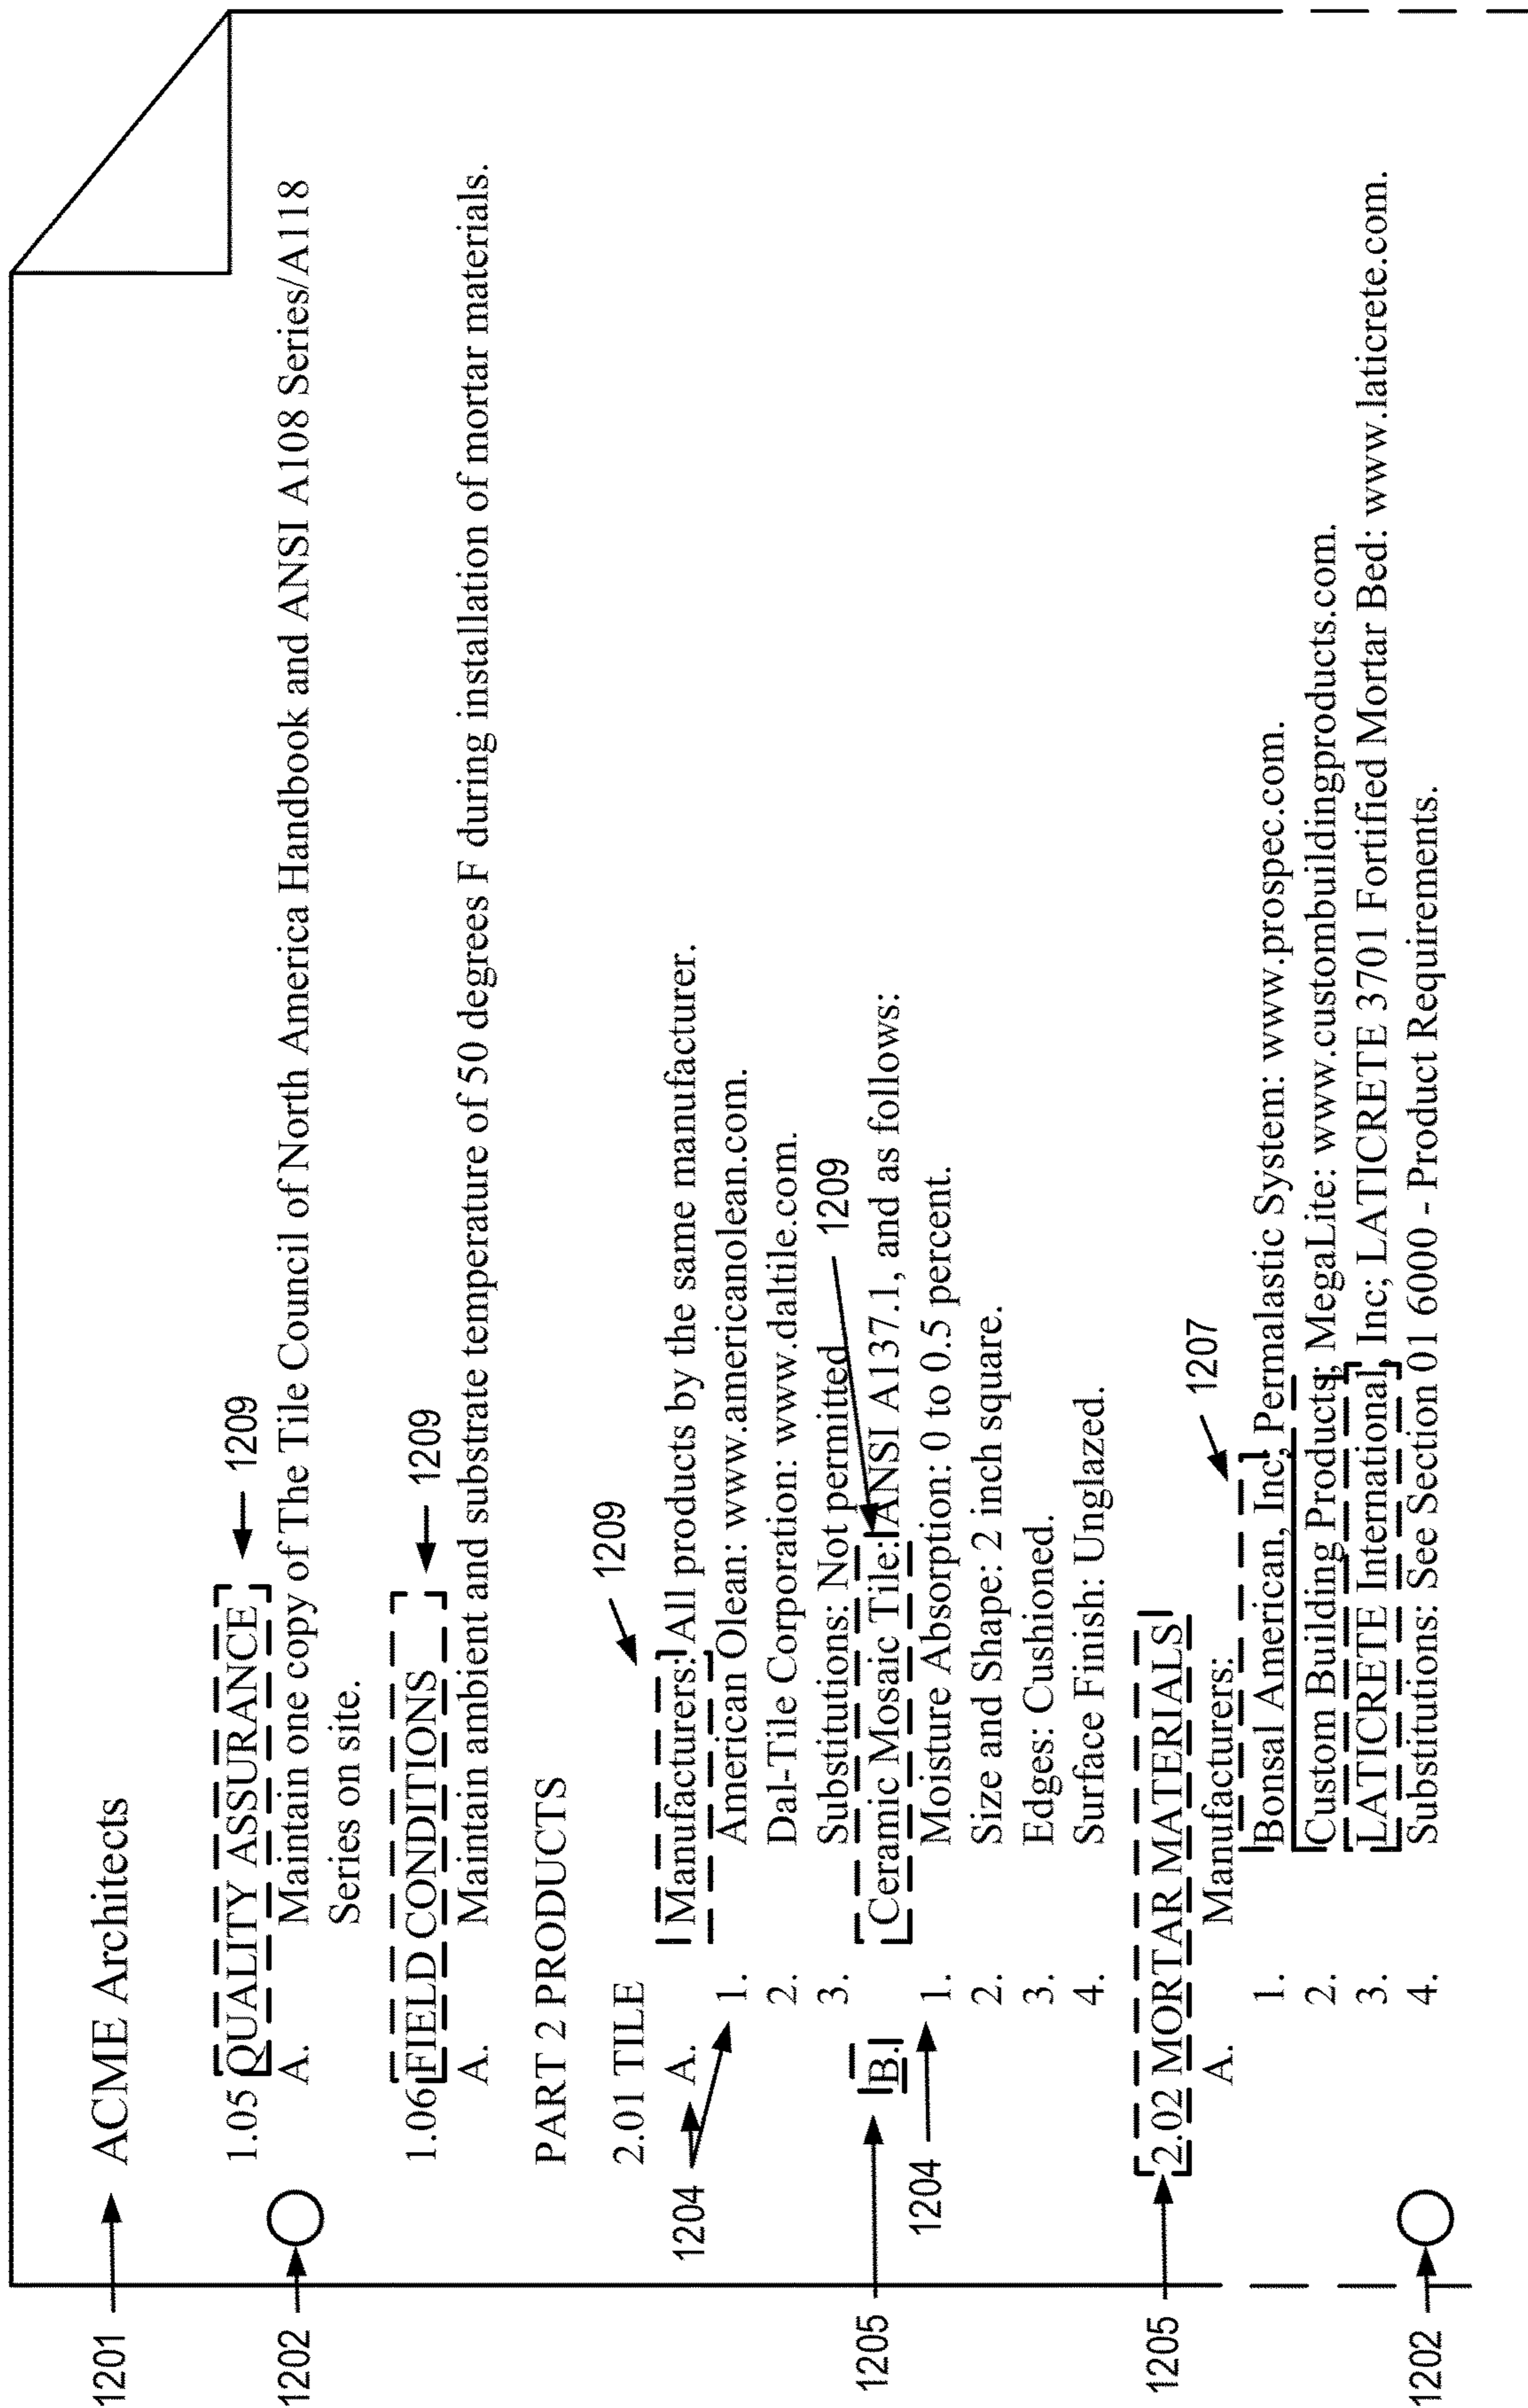 1201 ACME Architects
1.05 QUALITY ASSURANCE 1209
1202 A. Maintain one copy of The Tile Council of North America Handbook and ANSI A108 Series/A118
Series on site.
1.06 FIELD CONDITIONS 1209
A. Maintain ambient and substrate temperature of 50 degrees F during installation of mortar materials.
PART 2 PRODUCTS
2.01 TILE 1209
1204 A. Manufacturers: All products by the same manufacturer.
1. American Olean: www.americanolean.com.
2. Dal-Tile Corporation: www.daltile.com.
3. Substitutions: Not permitted 1209
1205 B. Ceramic Mosaic Tile: ANSI A137.1, and as follows:
1204 1. Moisture Absorption: 0 to 0.5 percent.
2. Size and Shape: 2 inch square.
3. Edges: Cushioned.
4. Surface Finish: Unglazed.
1205 2.02 MORTAR MATERIALS
A. Manufacturers: 1207
1. Bonsal American, Inc; Permalastic System: www.prospec.com.
2. Custom Building Products; MegaLite: www.custombuildingproducts.com.
3. LATICRETE International, Inc; LATICRETE 3701 Fortified Mortar Bed: www.laticrete.com.
1202 4. Substitutions: See Section 01 6000 - Product Requirements.